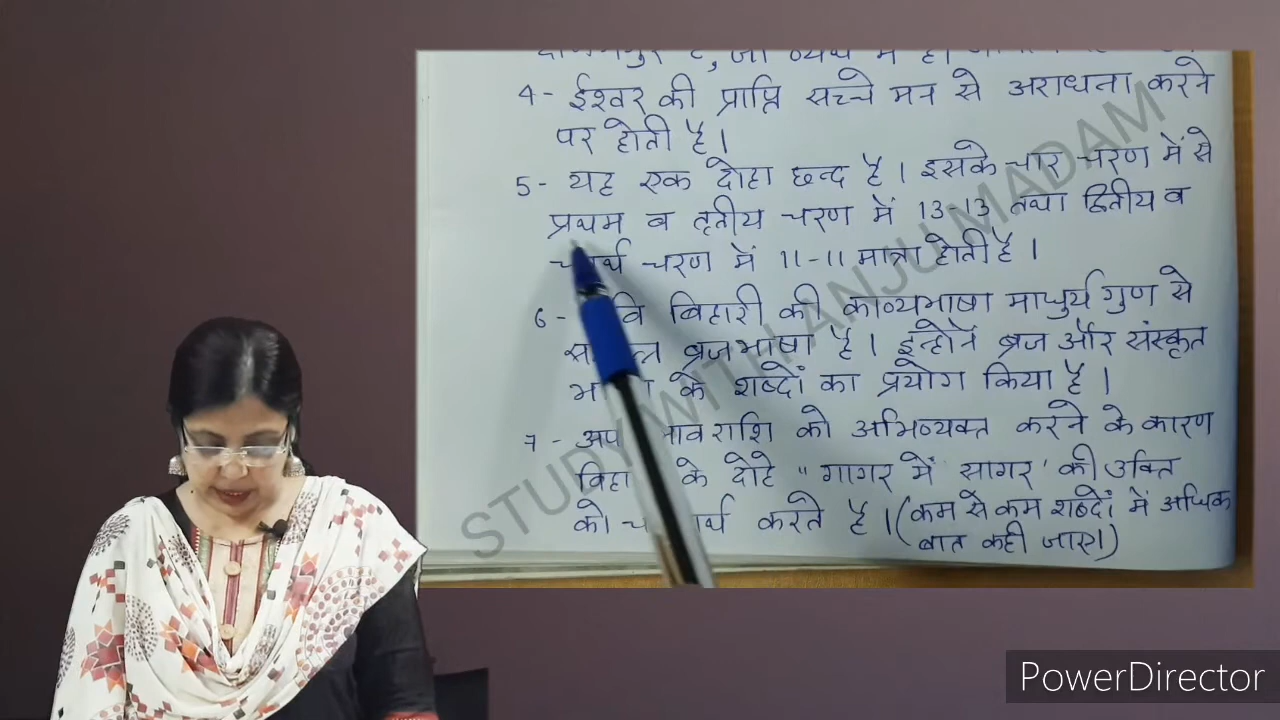 4- ईश्वर की प्राप्ति सच्चे मन से अराधना करने
पर होती है।
5- यह एक दोहा छन्द है। इसके चार चरण में से
प्रथम व तृतीय चरण में 13-13 तथा द्वितीय व
चरण में 11-11 मात्रा होती है।
6- बिहारी की काव्यभाषा माधुर्य गुण से
ब्रजभाषा है। इन्होनें ब्रज और संस्कृत
के शब्दों का प्रयोग किया है।
7- राशि को अभिव्यक्त करने के कारण
के दोहे "गागर में सागर' की उक्ति
को करते है। (कम से कम शब्दों में अधिक
बात कही जाए।)
STUDY WITH ANJU MADAM
PowerDirector